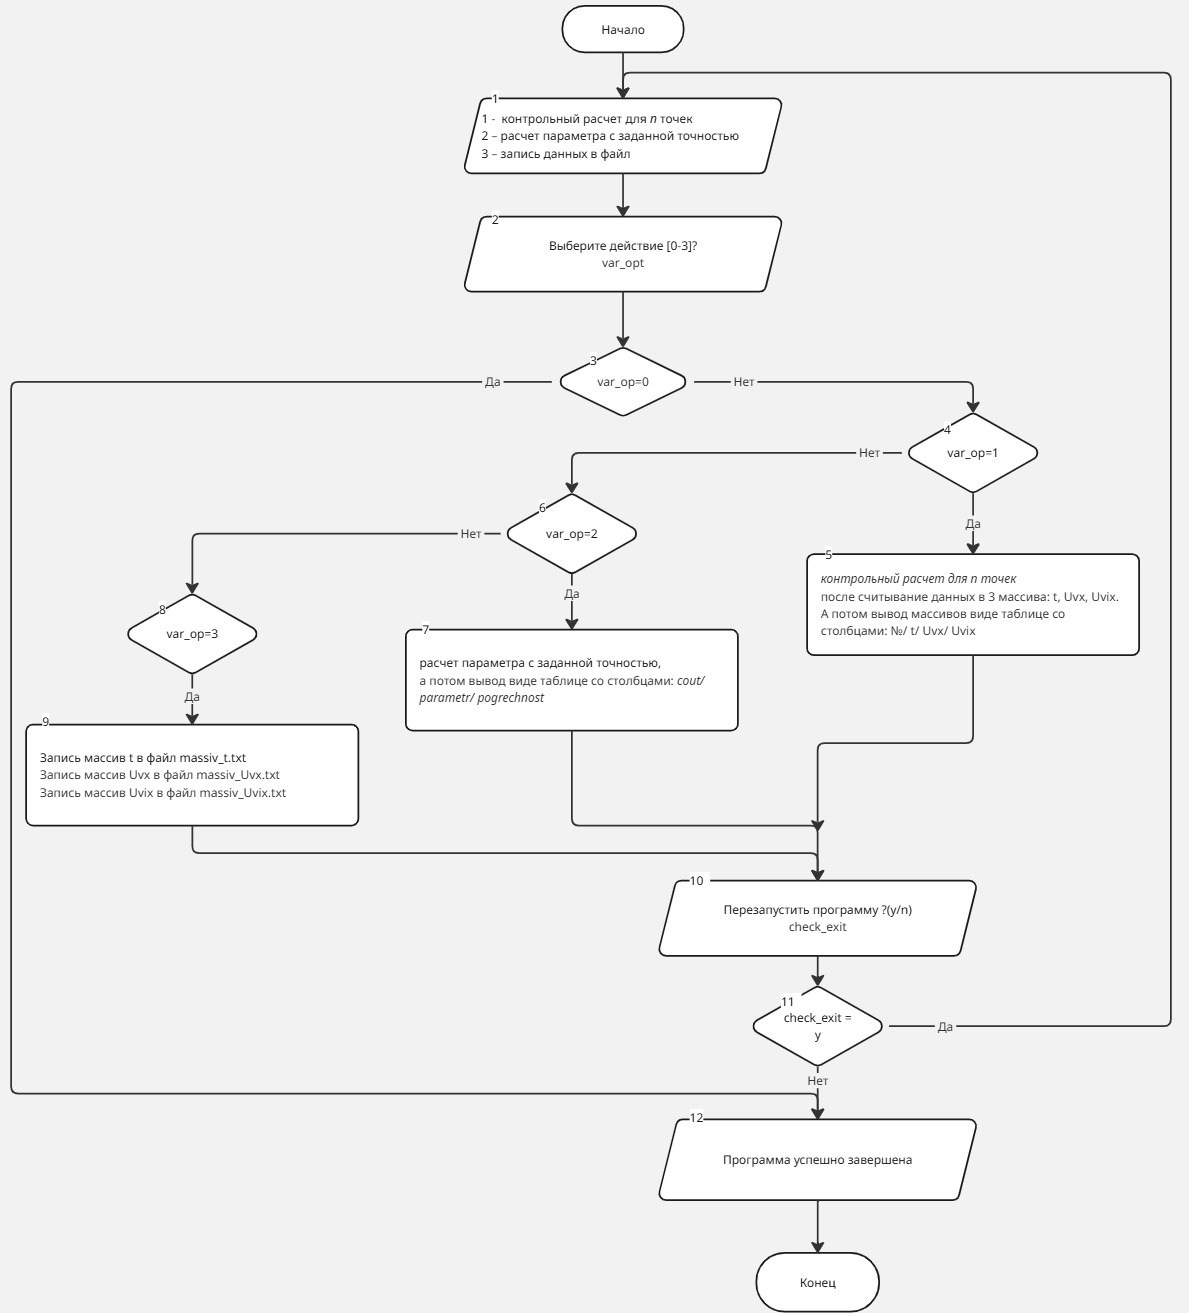 Начало
1
1 - контрольный расчет для n точек
2 – расчет параметра с заданной точностью
3 – запись данных в файл
2
Выберите действие [0-3]?
var_opt
3
var_op=0
Да
Нет
4
var_op=1
Нет
Да
6
var_op=2
Нет
Да
5
контрольный расчет для n точек
после считывание данных в 3 массива: t, Uvx, Uvix.
А потом вывод массивов виде таблице со
столбцами: №/ t/ Uvx/ Uvix
8
var_op=3
Да
7
расчет параметра с заданной точностью,
а потом вывод виде таблице со столбцами: cout/
parametr/ pogrechnost
9
Запись массив t в файл massiv_t.txt
Запись массив Uvx в файл massiv_Uvx.txt
Запись массив Uvix в файл massiv_Uvix.txt
10
Перезапустить программу ?(y/n)
check_exit
11
check_exit =
y
Да
Нет
12
Программа успешно завершена
Конец